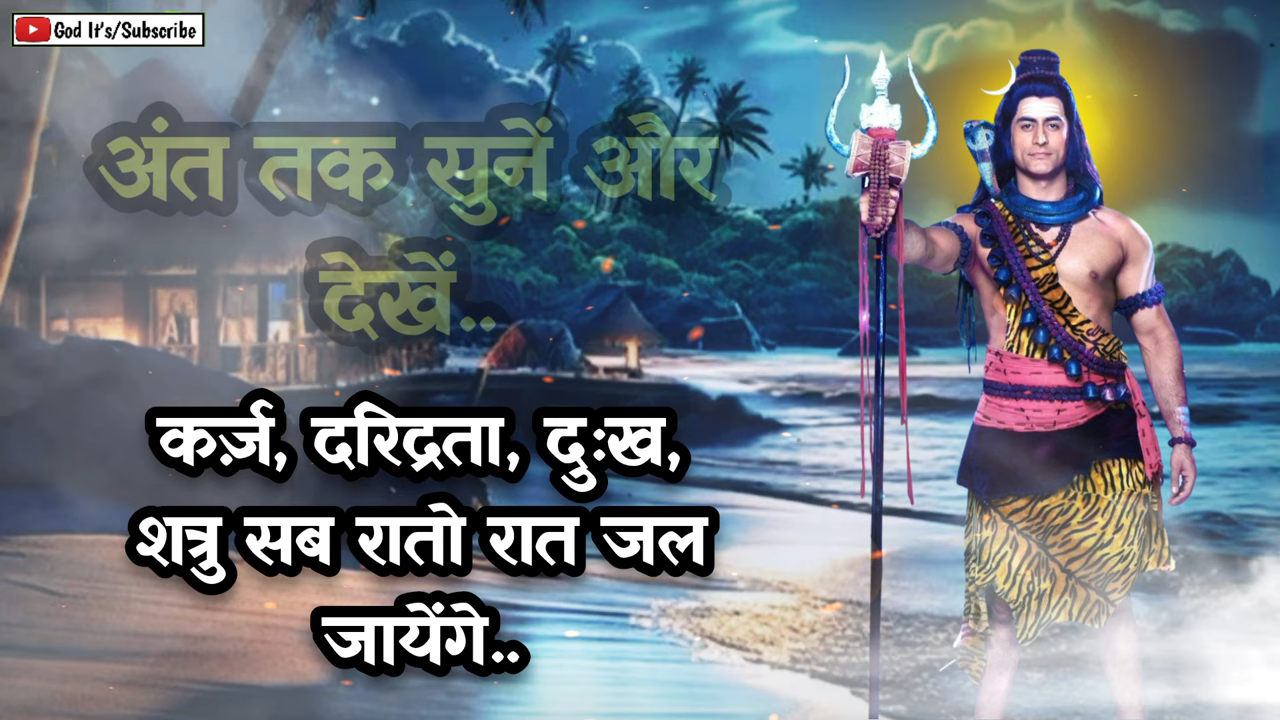 God It's/Subscribe
अंत तक सुनें और
देखें..
कर्ज़, दरिद्रता, दुःख,
शत्रु सब रातो रात जल
जायेंगे..